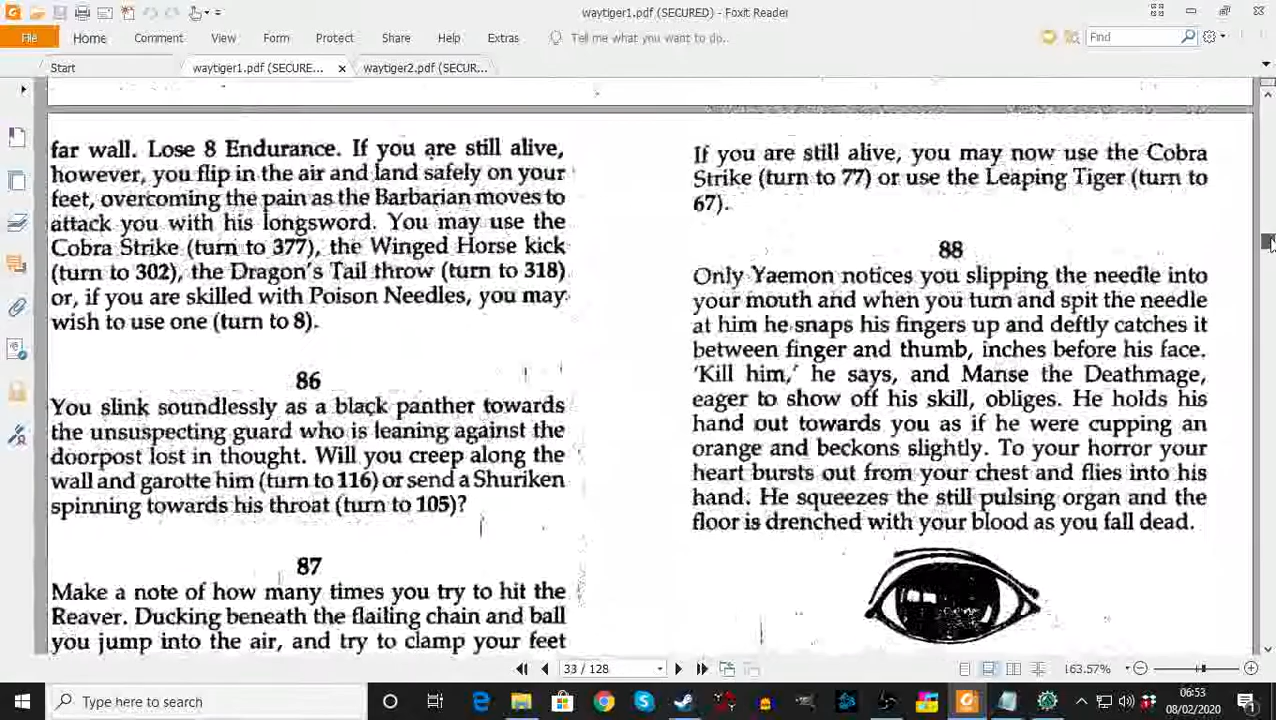 waytiger1.pdf (SECURED) - Foxit Reader
File Home Comment View Form Protect Share Help Extras Tell me what you want to do.. Find
Start waytiger1.pdf (SECURE... waytiger2.pdf (SECUR...
far wall. Lose 8 Endurance. If you are still alive,
however, you flip in the air and land safely on your
feet, overcoming the pain as the Barbarian moves to
attack you with his longsword. You may use the
Cobra Strike (turn to 377), the Winged Horse kick
(turn to 302), the Dragon's Tail throw (turn to 318)
or, if you are skilled with Poison Needles, you may
wish to use one (turn to 8).
86
You slink soundlessly as a black panther towards
the unsuspecting guard who is leaning against the
doorpost lost in thought. Will you creep along the
wall and garotte him (turn to 116) or send a Shuriken
spinning towards his throat (turn to 105)?
87
Make a note of how many times you try to hit the
Reaver. Ducking beneath the flailing chain and ball
you jump into the air, and try to clamp your feet
If you are still alive, you may now use the Cobra
Strike (turn to 77) or use the Leaping Tiger (turn to
67).
88
Only Yaemon notices you slipping the needle into
your mouth and when you turn and spit the needle
at him he snaps his fingers up and deftly catches it
between finger and thumb, inches before his face.
'Kill him,' he says, and Manse the Deathmage,
eager to show off his skill, obliges. He holds his
hand out towards you as if he were cupping an
orange and beckons slightly. To your horror your
heart bursts out from your chest and flies into his
hand. He squeezes the still pulsing organ and the
floor is drenched with your blood as you fall dead.
33 / 128
163.57%
Type here to search
06:53
08/02/2020